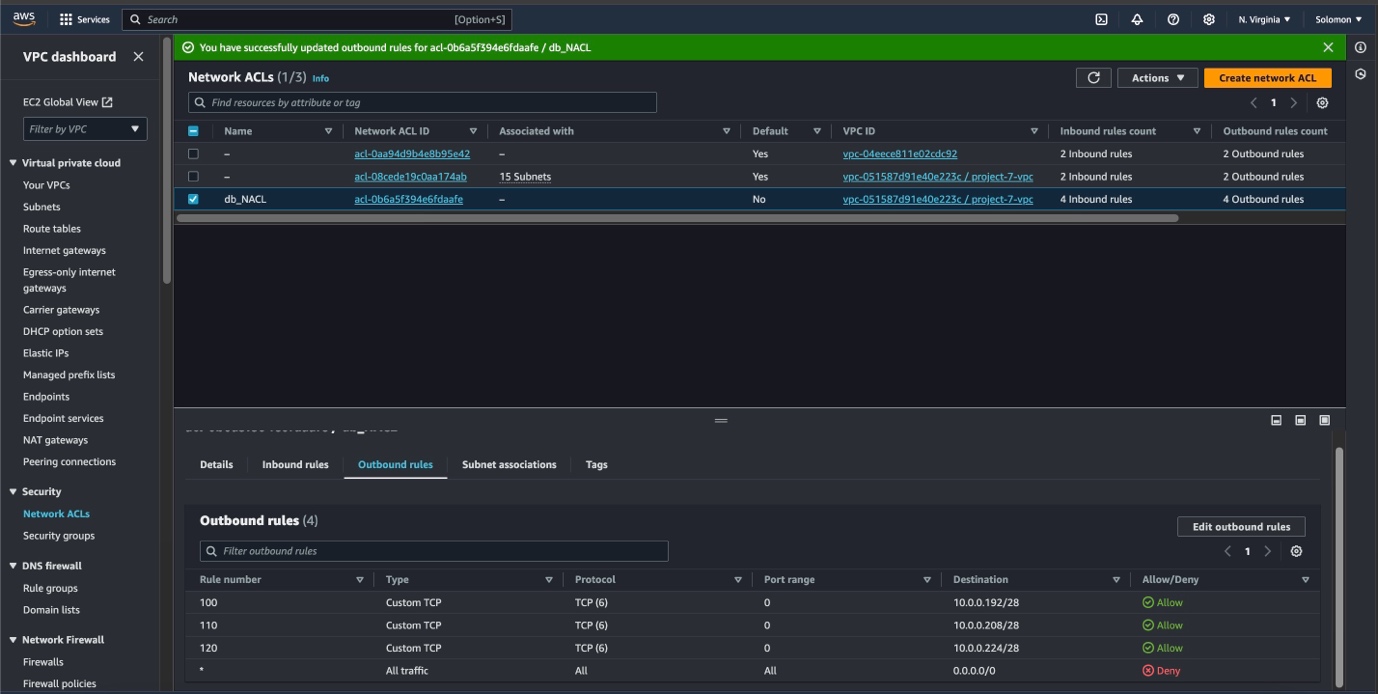 aws Services Search [Option+S] N. Virginia Solomon
VPC dashboard
EC2 Global View
Filter by VPC
Virtual private cloud
Your VPCs
Subnets
Route tables
Internet gateways
Egress-only internet
gateways
Carrier gateways
DHCP option sets
Elastic IPs
Managed prefix lists
Endpoints
Endpoint services
NAT gateways
Peering connections
Security
Network ACLs
Security groups
DNS firewall
Rule groups
Domain lists
Network Firewall
Firewalls
Firewall policies
You have successfully updated outbound rules for acl-0b6a5f394e6fdaafe / db_NACL
Network ACLs (1/3) Info
Actions Create network ACL
Find resources by attribute or tag
1
Name Network ACL ID Associated with Default VPC ID Inbound rules count Outbound rules count
– acl-0aa94d9b4e8b95e42 – Yes vpc-04eece811e02cdc92 2 Inbound rules 2 Outbound rules
– acl-08cede19c0aa174ab 15 Subnets Yes vpc-051587d91e40e223c / project-7-vpc 2 Inbound rules 2 Outbound rules
db_NACL acl-0b6a5f394e6fdaafe – No vpc-051587d91e40e223c / project-7-vpc 4 Inbound rules 4 Outbound rules
Details Inbound rules Outbound rules Subnet associations Tags
Outbound rules (4)
Edit outbound rules
Filter outbound rules
1
Rule number Type Protocol Port range Destination Allow/Deny
100 Custom TCP TCP (6) 0 10.0.0.192/28 Allow
110 Custom TCP TCP (6) 0 10.0.0.208/28 Allow
120 Custom TCP TCP (6) 0 10.0.0.224/28 Allow
* All traffic All All 0.0.0.0/0 Deny